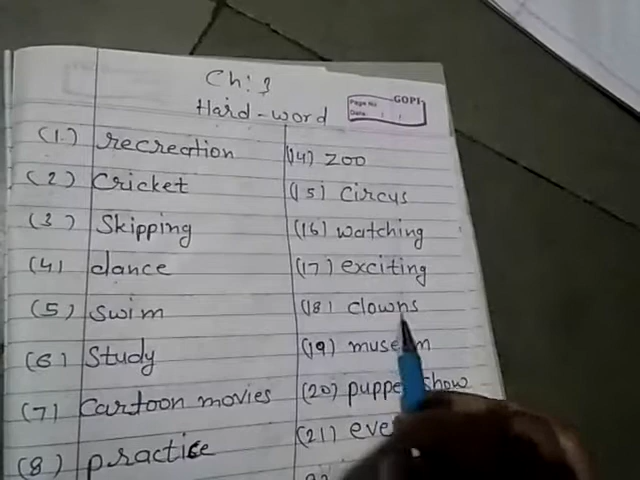 Ch: 3
Hard-word
GOPI
Page No
Date
(1.) recreation
(2) Cricket
(3) Skipping
(4) dance
(5) swim
(6) Study
(7) Cartoon movies
(8) practice
(14) zoo
(15) circus
(16) watching
(17) exciting
(18) clowns
(19) museum
(20) puppet show
(21)